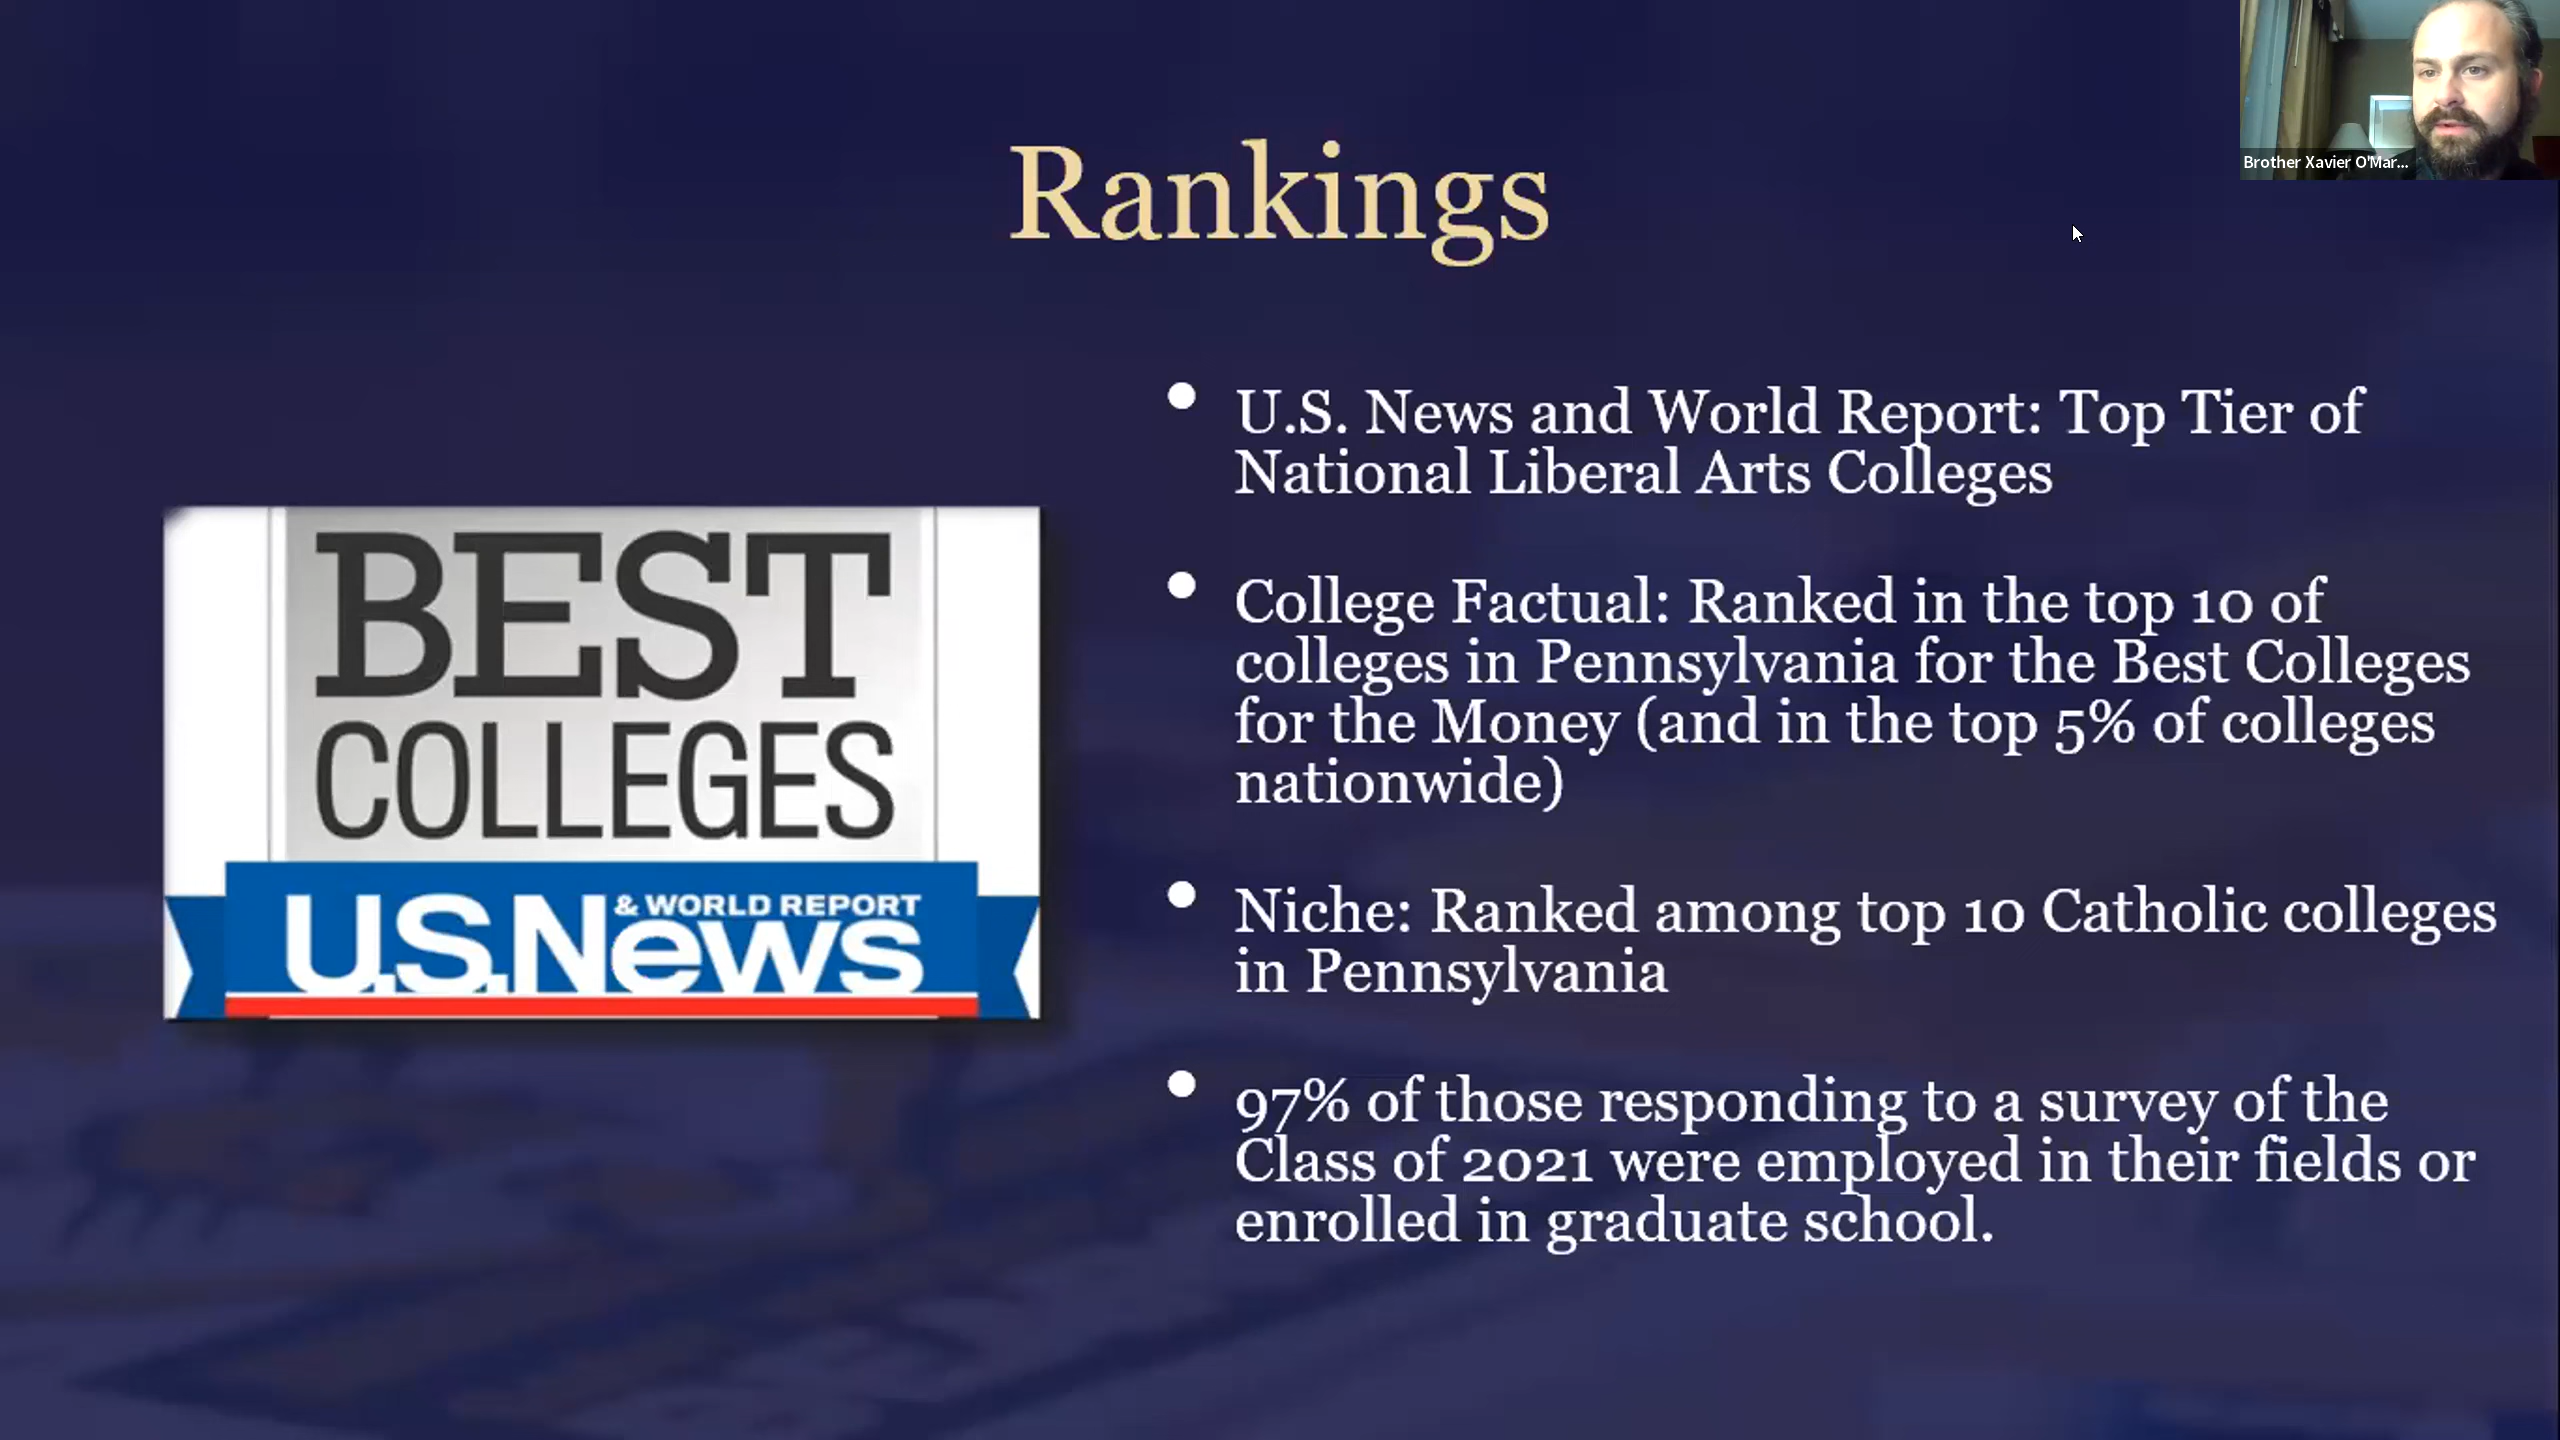 Brother Xavier O'Mar...
Rankings
BEST
COLLEGES
& WORLD REPORT
U.S.News
• U.S. News and World Report: Top Tier of
National Liberal Arts Colleges
• College Factual: Ranked in the top 10 of
colleges in Pennsylvania for the Best Colleges
for the Money (and in the top 5% of colleges
nationwide)
• Niche: Ranked among top 10 Catholic colleges
in Pennsylvania
• 97% of those responding to a survey of the
Class of 2021 were employed in their fields or
enrolled in graduate school.